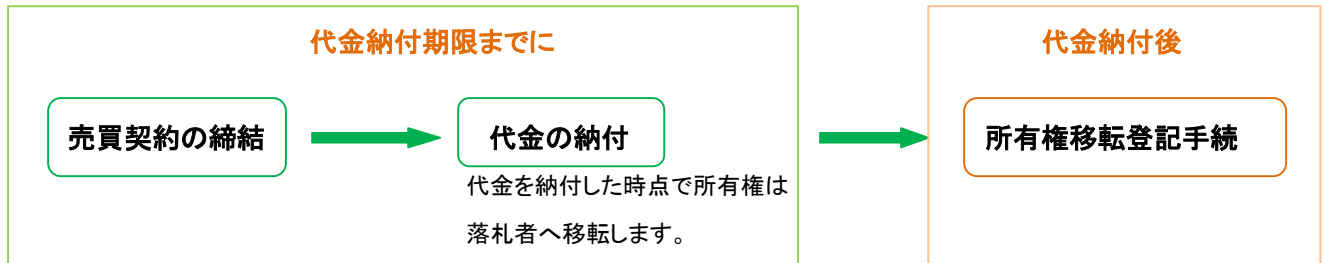 代金納付期限までに
売買契約の締結
代金の納付
代金を納付した時点で所有権は
落札者へ移転します。
代金納付後
所有権移転登記手続